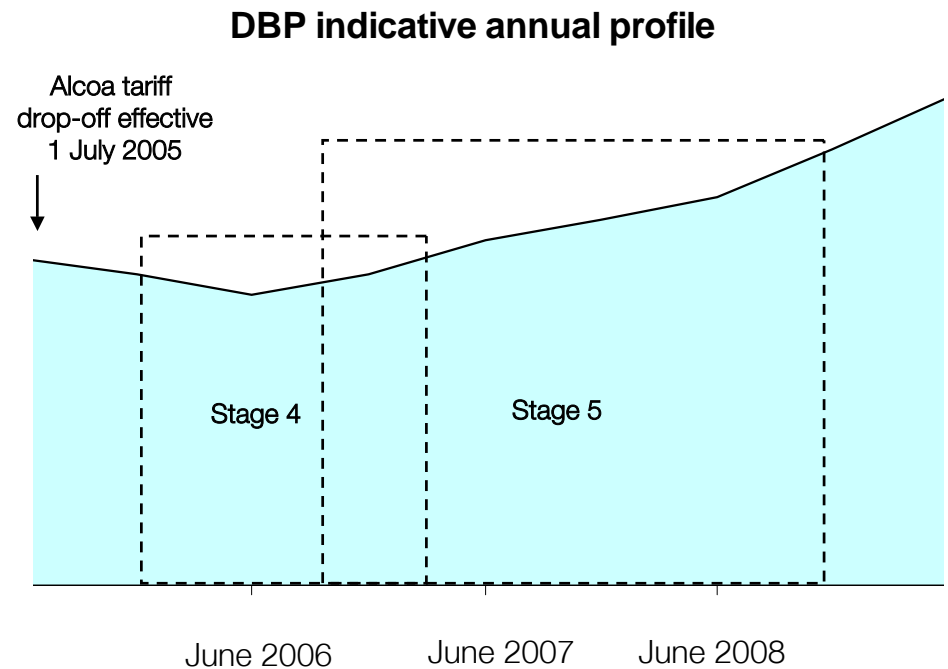 DBP indicative annual profile
Alcoa tariff
drop-off effective
1 July 2005
Stage 4
Stage 5
June 2006
June 2007
June 2008